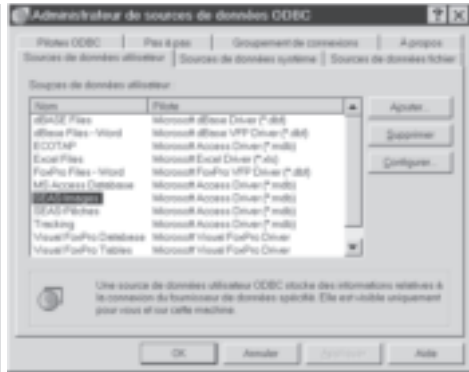 Administrateur de sources de données ODBC
Pilotes ODBC
Pas à pas
Groupement de connexions
A propos
Sources de données utilisateur
Sources de données système
Sources de données fichier
Sources de données utilisateur :
Nom Pilote
dBASE Files Microsoft dBase Driver (*.dbf)
dBase Files - Word Microsoft dBase VFP Driver (*.dbf)
ECOTAP Microsoft Access Driver (*.mdb)
Excel Files Microsoft Excel Driver (*.xls)
FoxPro Files - Word Microsoft FoxPro VFP Driver (*.dbf)
MS Access Database Microsoft Access Driver (*.mdb)
SEAS-Images Microsoft Access Driver (*.mdb)
SEAS-Pêches Microsoft Access Driver (*.mdb)
Tracking Microsoft Access Driver (*.mdb)
Visual FoxPro Database Microsoft Visual FoxPro Driver
Visual FoxPro Tables Microsoft Visual FoxPro Driver
Ajouter...
Supprimer
Configurer...
Une source de données utilisateur ODBC stocke des informations relatives à
la connexion du fournisseur de données spécifié. Elle est visible uniquement
pour vous et sur cette machine.
OK
Annuler
Appliquer
Aide